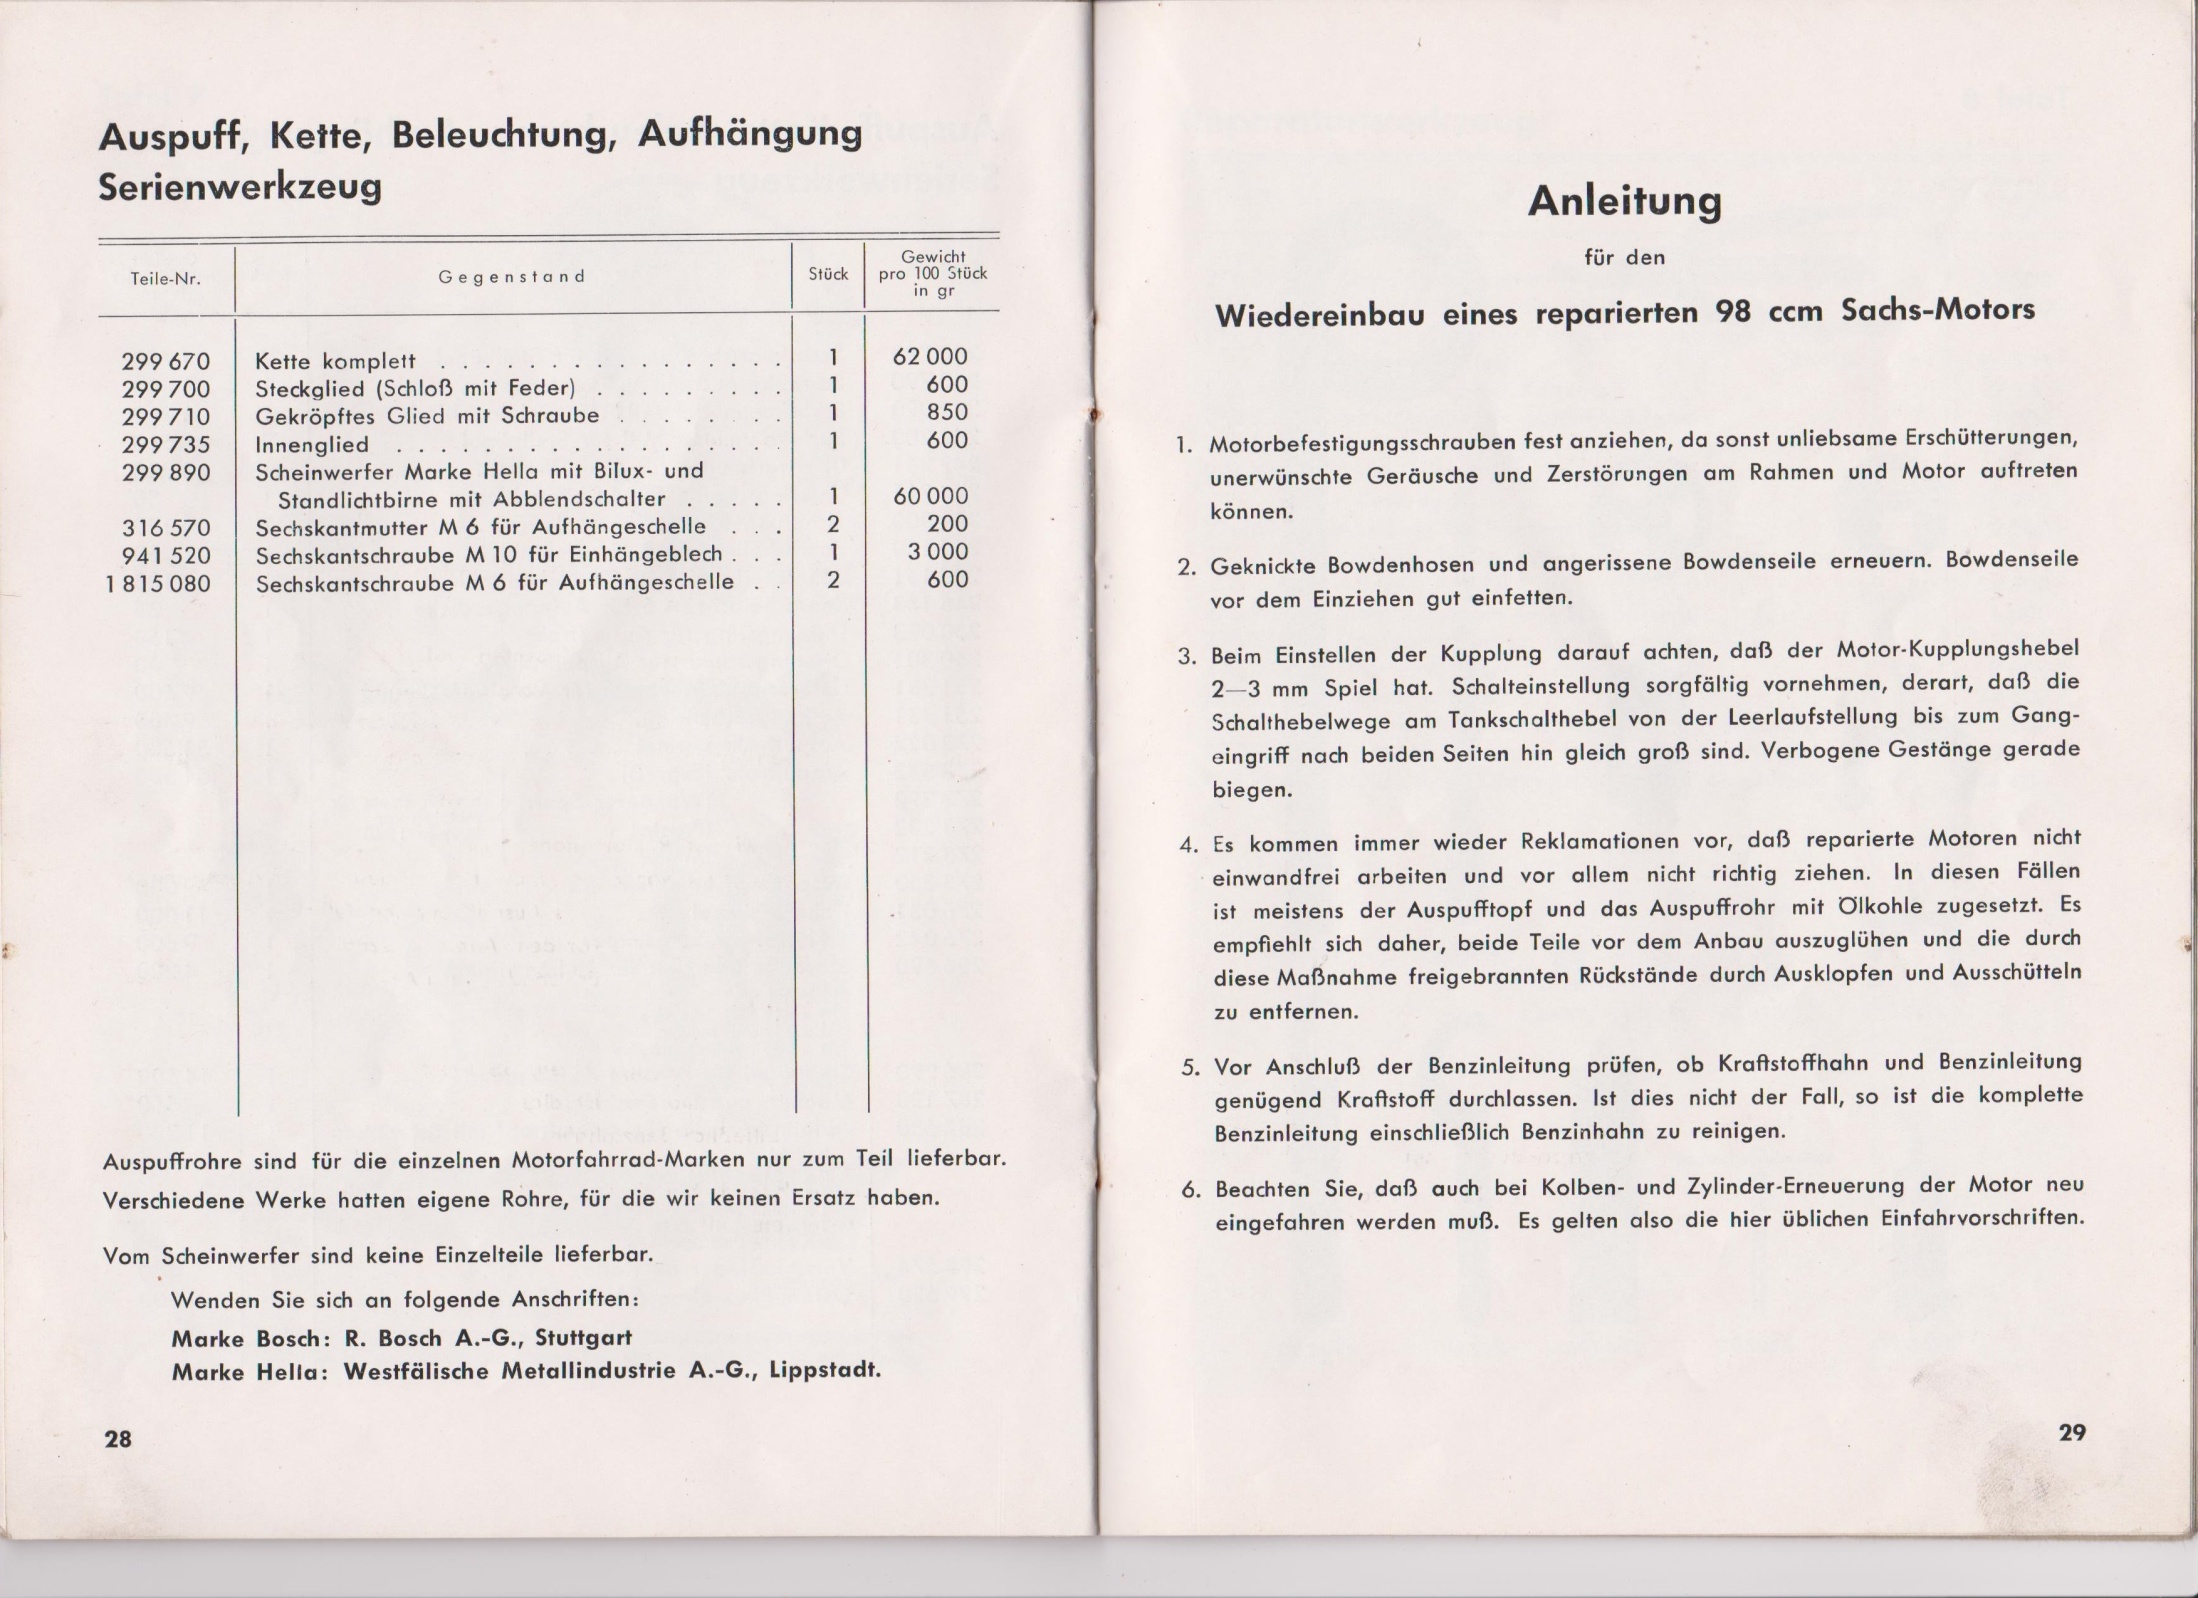 Auspuff, Kette, Beleuchtung, Aufhängung
Serienwerkzeug
Teile-Nr. Gegenstand Stück Gewicht pro 100 Stück in gr
299 670 Kette komplett . . . . . . . . . . . . . . . . 1 62 000
299 700 Steckglied (Schloß mit Feder) . . . . . . . . . 1 600
299 710 Gekröpftes Glied mit Schraube . . . . . . . . 1 850
299 735 Innenglied . . . . . . . . . . . . . . . . . . 1 600
299 890 Scheinwerfer Marke Hella mit Bilux- und
Standlichtbirne mit Abblendschalter . . . . . 1 60 000
316 570 Sechskantmutter M 6 für Aufhängeschelle . . . 2 200
941 520 Sechskantschraube M 10 für Einhängeblech . . . 1 3 000
1 815 080 Sechskantschraube M 6 für Aufhängeschelle . . 2 600
Auspuffrohre sind für die einzelnen Motorfahrrad-Marken nur zum Teil lieferbar.
Verschiedene Werke hatten eigene Rohre, für die wir keinen Ersatz haben.
Vom Scheinwerfer sind keine Einzelteile lieferbar.
Wenden Sie sich an folgende Anschriften:
Marke Bosch: R. Bosch A.-G., Stuttgart
Marke Hella: Westfälische Metallindustrie A.-G., Lippstadt.
28
Anleitung
für den
Wiedereinbau eines reparierten 98 ccm Sachs-Motors
1. Motorbefestigungsschrauben fest anziehen, da sonst unliebsame Erschütterungen,
unerwünschte Geräusche und Zerstörungen am Rahmen und Motor auftreten
können.
2. Geknickte Bowdenhosen und angerissene Bowdenseile erneuern. Bowdenseile
vor dem Einziehen gut einfetten.
3. Beim Einstellen der Kupplung darauf achten, daß der Motor-Kupplungshebel
2—3 mm Spiel hat. Schalteinstellung sorgfältig vornehmen, derart, daß die
Schalthebelwege am Tankschalthebel von der Leerlaufstellung bis zum Gang-
eingriff nach beiden Seiten hin gleich groß sind. Verbogene Gestänge gerade
biegen.
4. Es kommen immer wieder Reklamationen vor, daß reparierte Motoren nicht
einwandfrei arbeiten und vor allem nicht richtig ziehen. In diesen Fällen
ist meistens der Auspufftopf und das Auspuffrohr mit Ölkohle zugesetzt. Es
empfiehlt sich daher, beide Teile vor dem Anbau auszuglühen und die durch
diese Maßnahme freigebrannten Rückstände durch Ausklopfen und Ausschütteln
zu entfernen.
5. Vor Anschluß der Benzinleitung prüfen, ob Kraftstoffhahn und Benzinleitung
genügend Kraftstoff durchlassen. Ist dies nicht der Fall, so ist die komplette
Benzinleitung einschließlich Benzinhahn zu reinigen.
6. Beachten Sie, daß auch bei Kolben- und Zylinder-Erneuerung der Motor neu
eingefahren werden muß. Es gelten also die hier üblichen Einfahrvorschriften.
29